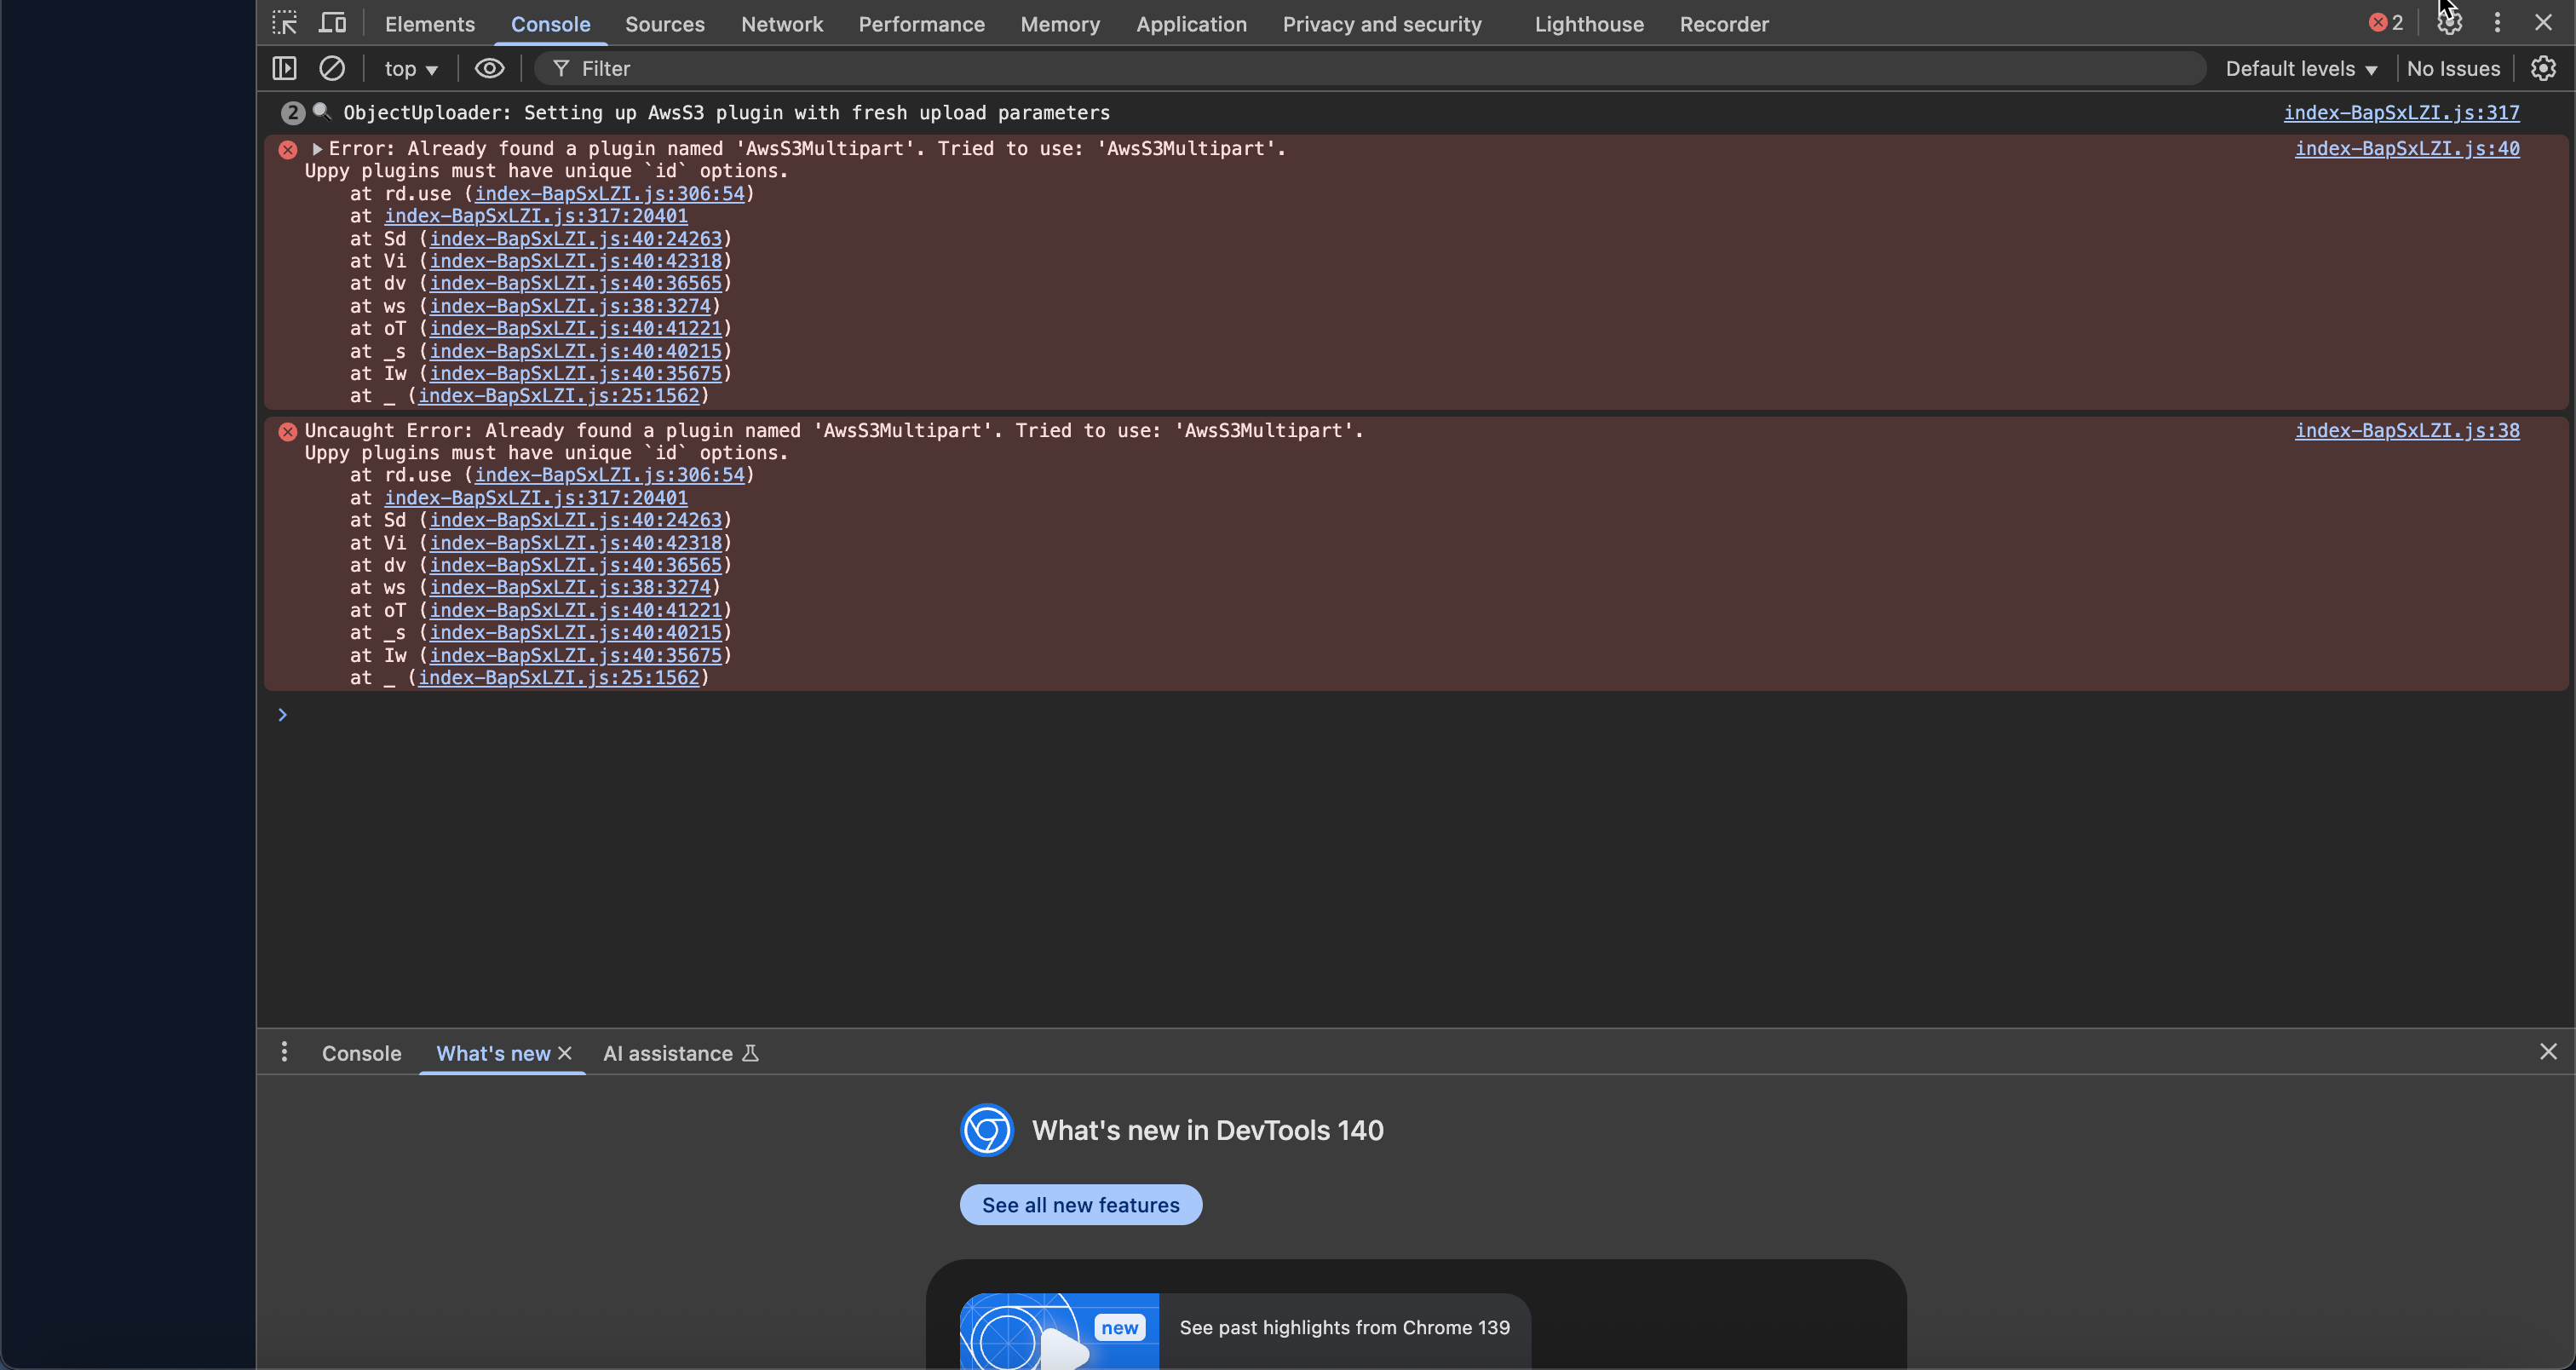 Elements Console Sources Network Performance Memory Application Privacy and security Lighthouse Recorder 2
top Filter Default levels No Issues
2 ObjectUploader: Setting up AwsS3 plugin with fresh upload parameters index-BapSxLZI.js:317
Error: Already found a plugin named 'AwsS3Multipart'. Tried to use: 'AwsS3Multipart'. index-BapSxLZI.js:40
Uppy plugins must have unique `id` options.
at rd.use (index-BapSxLZI.js:306:54)
at index-BapSxLZI.js:317:20401
at Sd (index-BapSxLZI.js:40:24263)
at Vi (index-BapSxLZI.js:40:42318)
at dv (index-BapSxLZI.js:40:36565)
at ws (index-BapSxLZI.js:38:3274)
at oT (index-BapSxLZI.js:40:41221)
at _s (index-BapSxLZI.js:40:40215)
at Iw (index-BapSxLZI.js:40:35675)
at _ (index-BapSxLZI.js:25:1562)
Uncaught Error: Already found a plugin named 'AwsS3Multipart'. Tried to use: 'AwsS3Multipart'. index-BapSxLZI.js:38
Uppy plugins must have unique `id` options.
at rd.use (index-BapSxLZI.js:306:54)
at index-BapSxLZI.js:317:20401
at Sd (index-BapSxLZI.js:40:24263)
at Vi (index-BapSxLZI.js:40:42318)
at dv (index-BapSxLZI.js:40:36565)
at ws (index-BapSxLZI.js:38:3274)
at oT (index-BapSxLZI.js:40:41221)
at _s (index-BapSxLZI.js:40:40215)
at Iw (index-BapSxLZI.js:40:35675)
at _ (index-BapSxLZI.js:25:1562)
Console What's new AI assistance
What's new in DevTools 140
See all new features
new See past highlights from Chrome 139